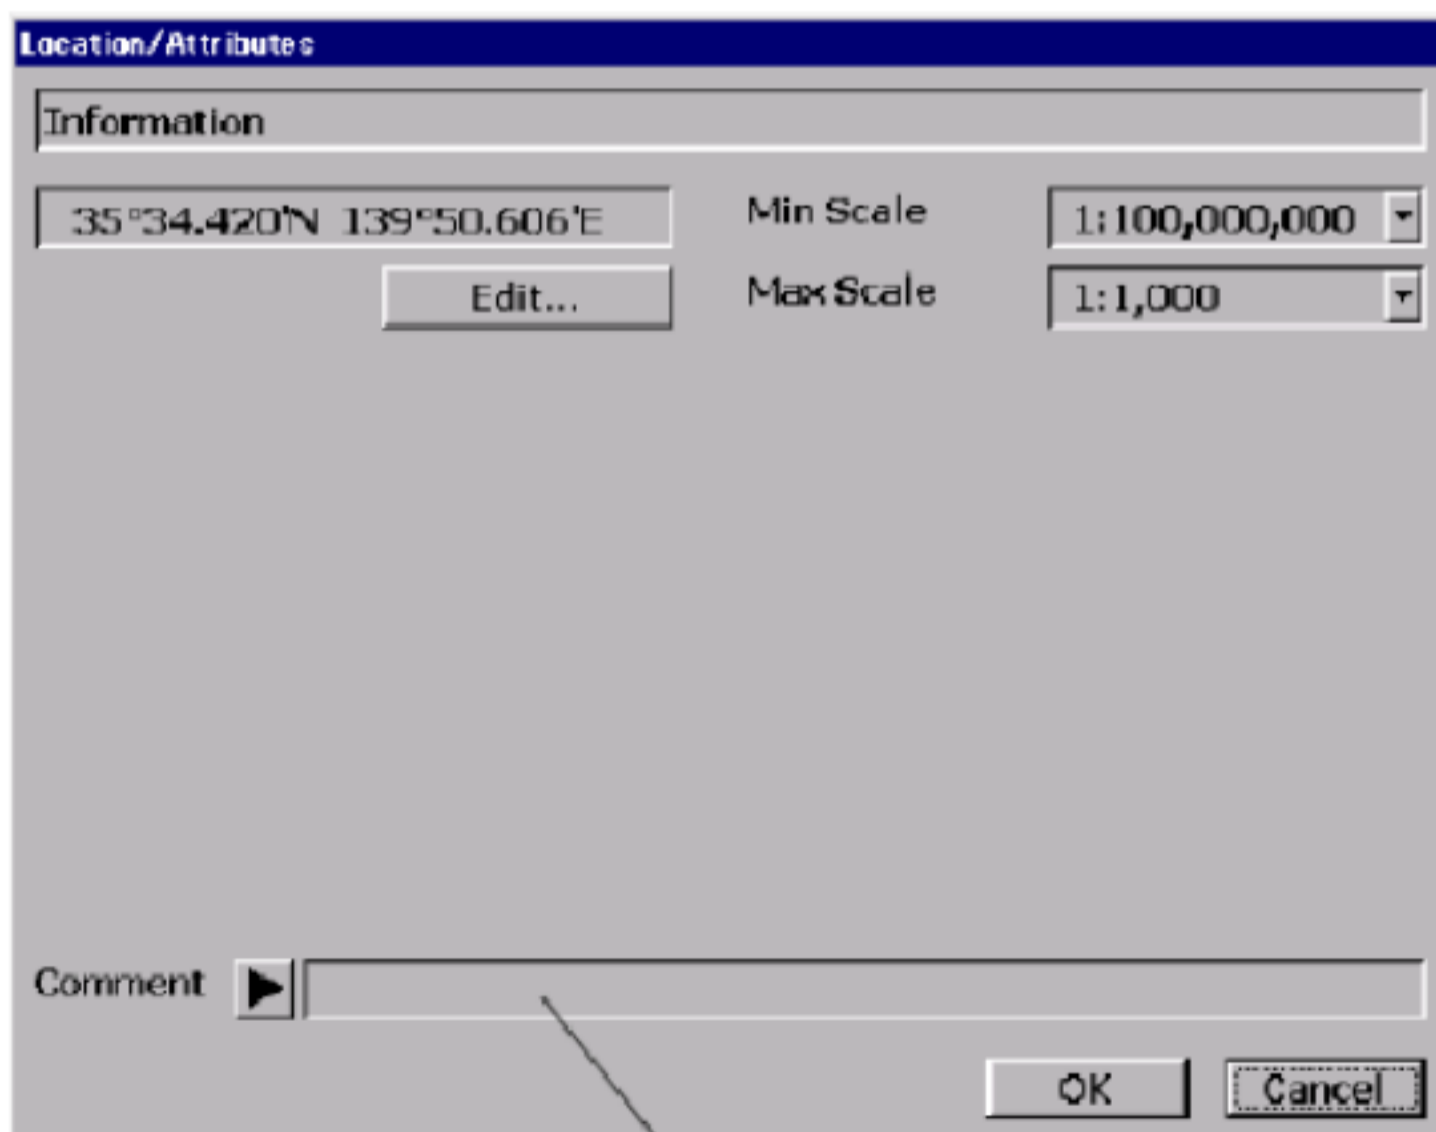 Location/Attributes
Information
35°34.420'N 139°50.606'E
Min Scale
1:100,000,000
Edit...
Max Scale
1:1,000
Comment
OK
Cancel